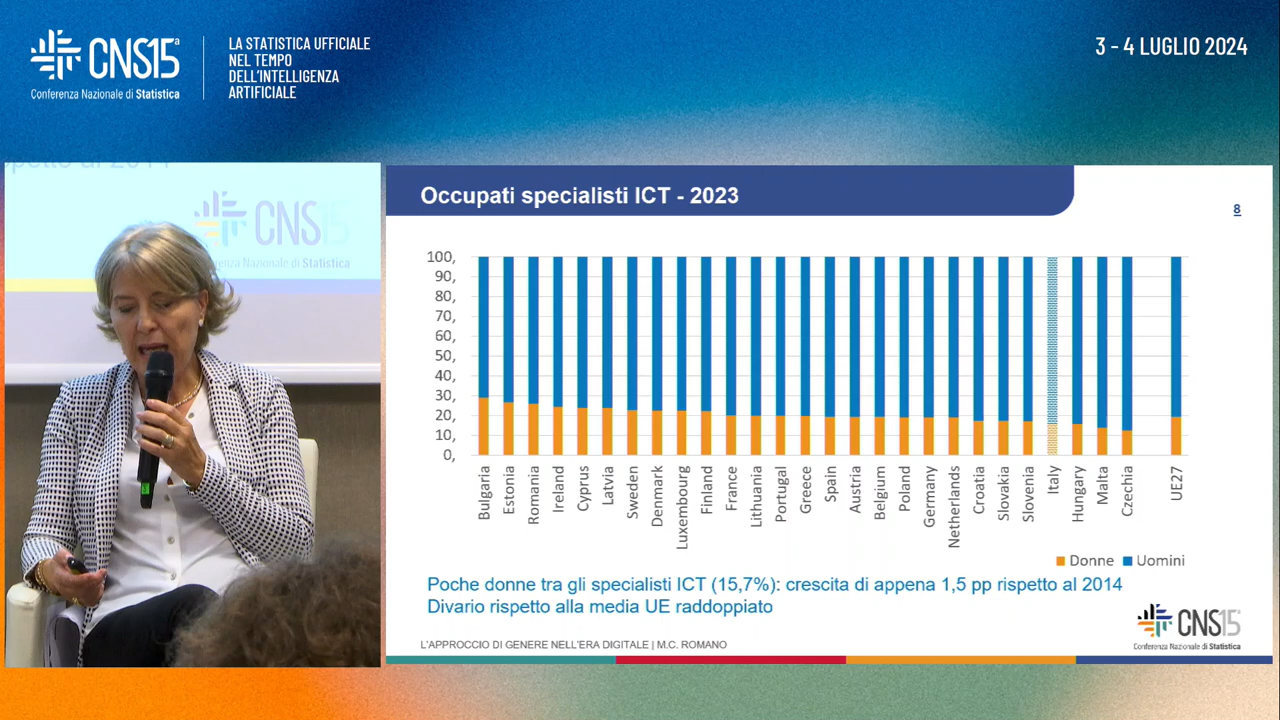 CNS15ª
Conferenza Nazionale di Statistica
LA STATISTICA UFFICIALE
NEL TEMPO
DELL'INTELLIGENZA
ARTIFICIALE
3 - 4 LUGLIO 2024
CNS15
enza Nazionale di Statistica
Occupati specialisti ICT - 2023
8
100,
90,
80,
70,
60,
50,
40,
30,
20,
10,
0,
Bulgaria
Estonia
Romania
Ireland
Cyprus
Latvia
Sweden
Denmark
Luxembourg
Finland
France
Lithuania
Portugal
Greece
Spain
Austria
Belgium
Poland
Germany
Netherlands
Croatia
Slovakia
Slovenia
Italy
Hungary
Malta
Czechia
UE27
Donne Uomini
Poche donne tra gli specialisti ICT (15,7%): crescita di appena 1,5 pp rispetto al 2014
Divario rispetto alla media UE raddoppiato
CNS15ª
Conferenza Nazionale di Statistica
L'APPROCCIO DI GENERE NELL'ERA DIGITALE | M.C. ROMANO